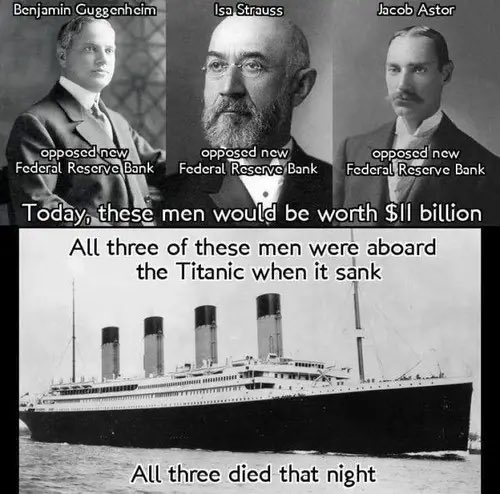 Benjamin Guggenheim
Isa Strauss
Jacob Astor
opposed new
Federal Reserve Bank
opposed new
Federal Reserve Bank
opposed new
Federal Reserve Bank
Today, these men would be worth $11 billion
All three of these men were aboard
the Titanic when it sank
All three died that night